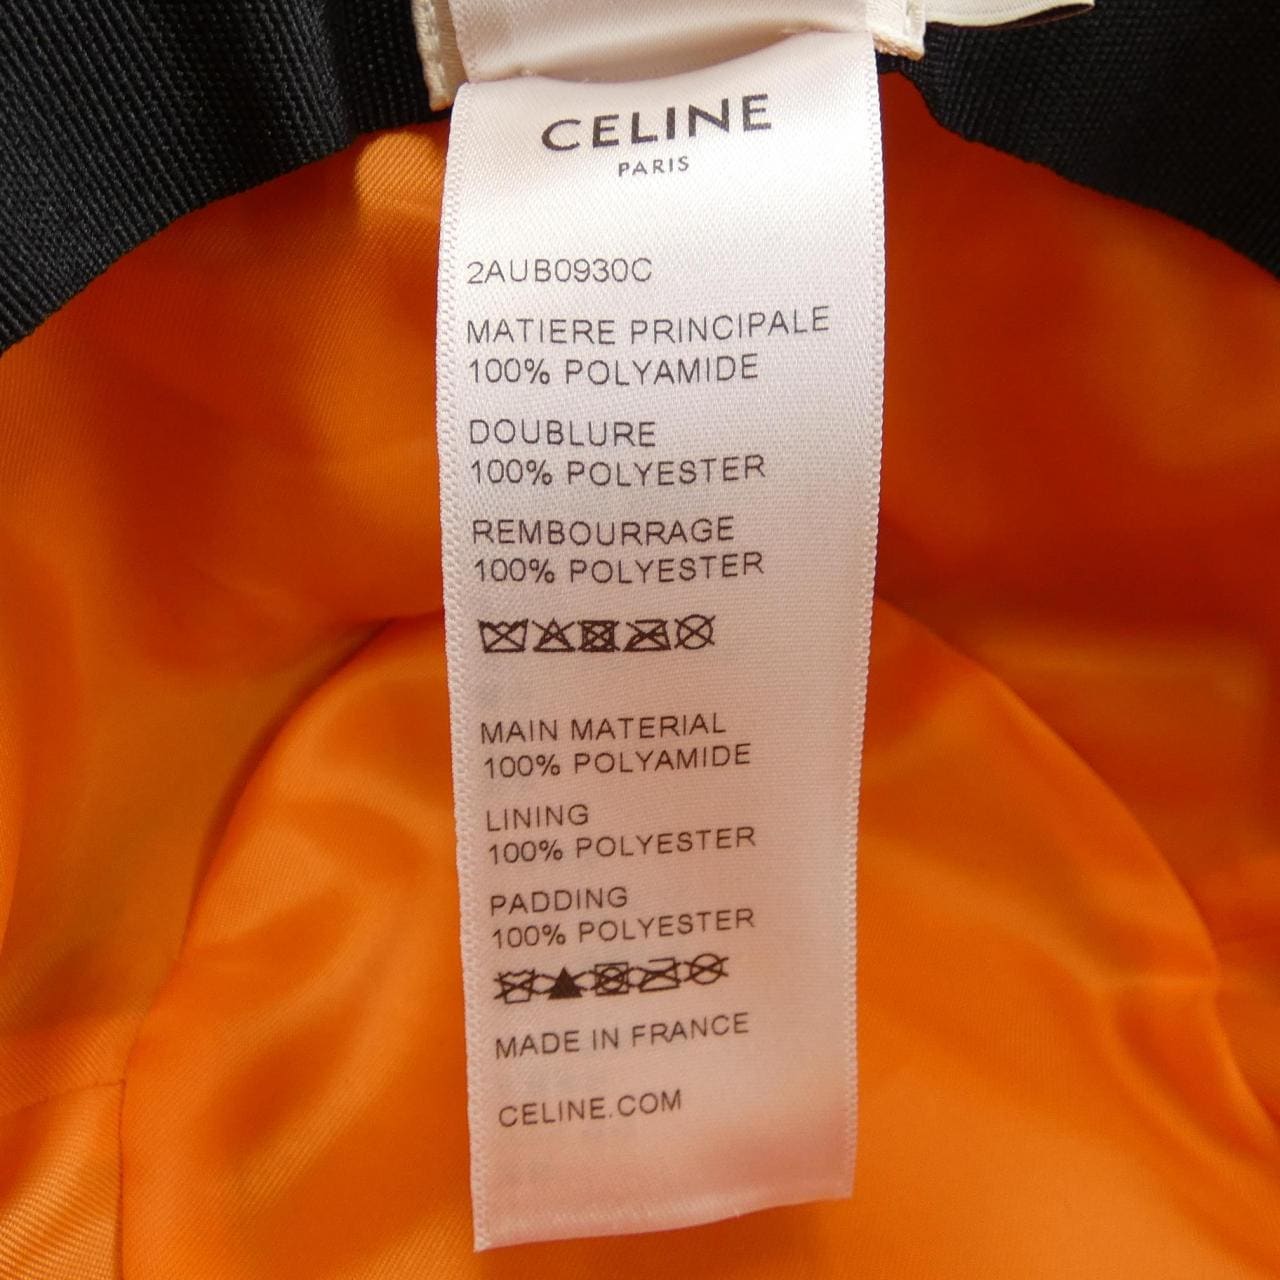 CELINE
PARIS
2AUB0930C
MATIERE PRINCIPALE
100% POLYAMIDE
DOUBLURE
100% POLYESTER
REMBOURRAGE
100% POLYESTER
MAIN MATERIAL
100% POLYAMIDE
LINING
100% POLYESTER
PADDING
100% POLYESTER
MADE IN FRANCE
CELINE.COM